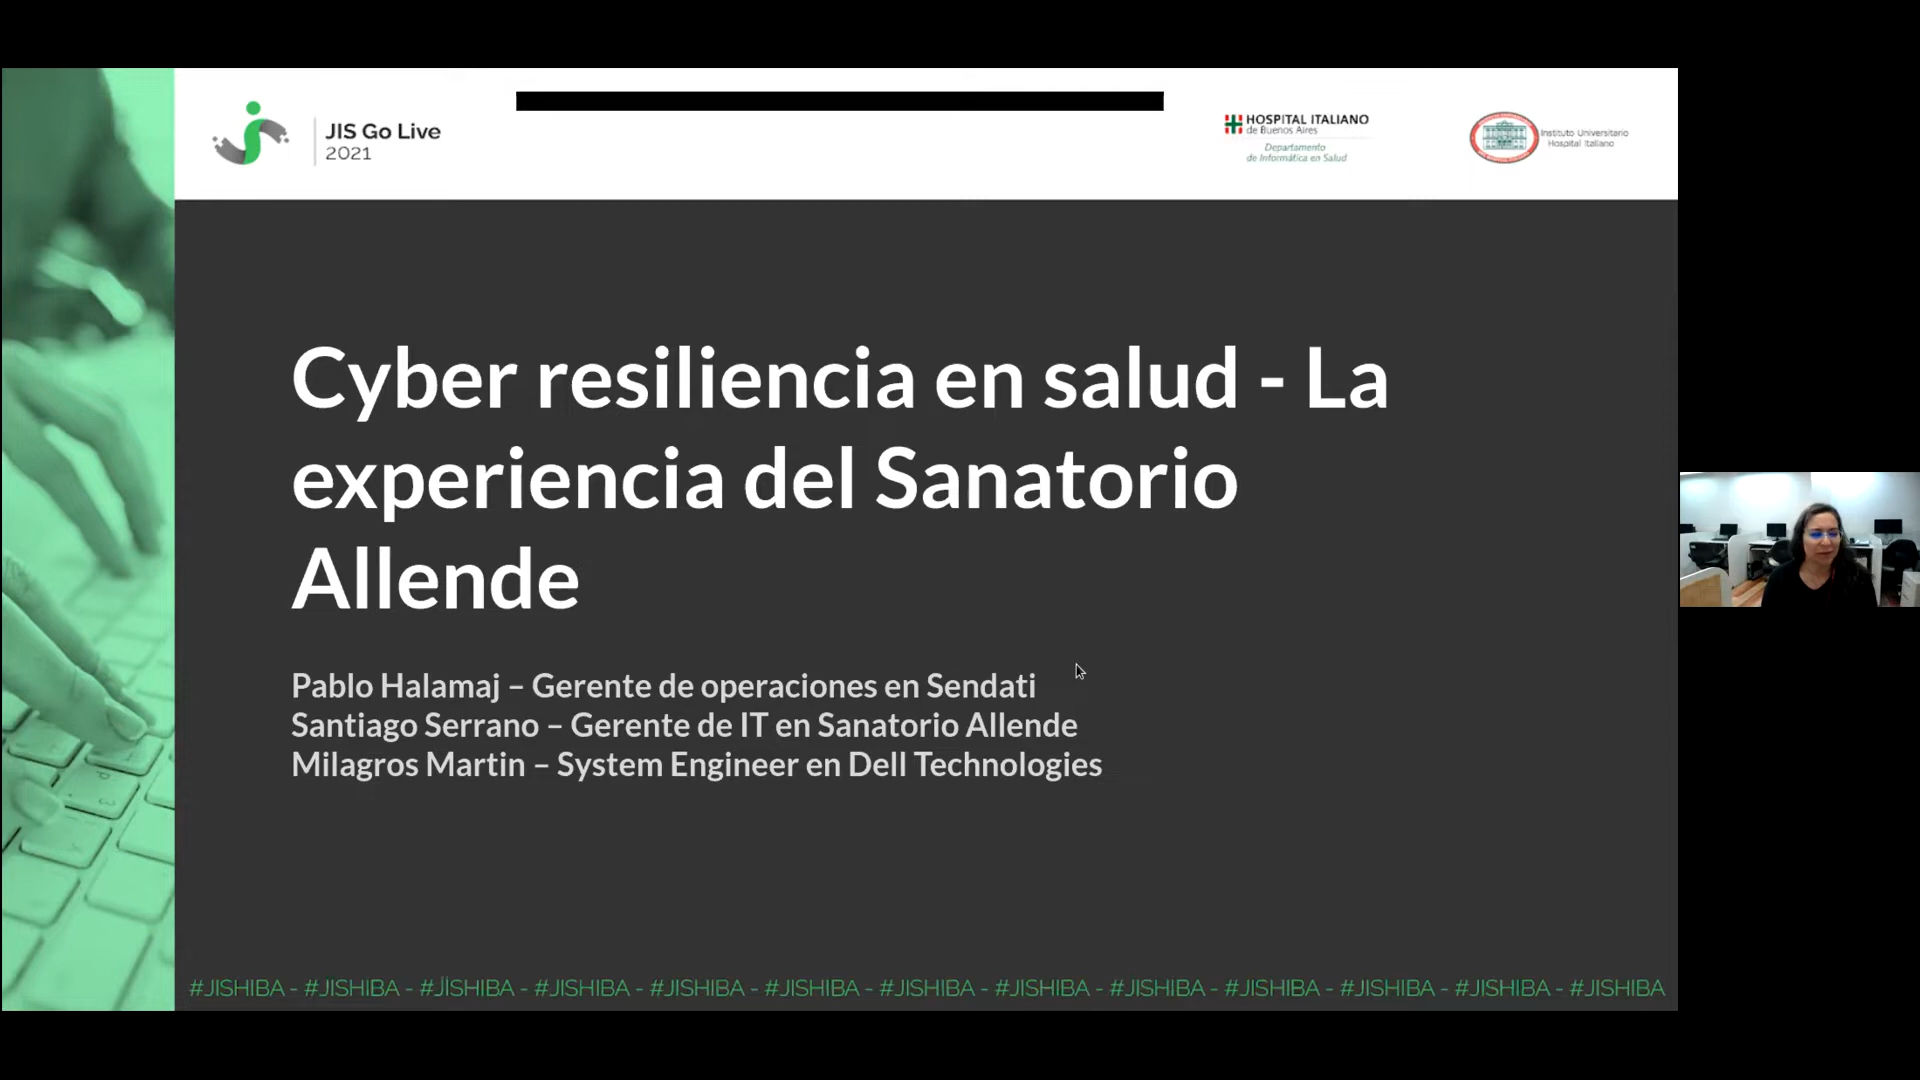 JIS Go Live
2021
HOSPITAL ITALIANO
de Buenos Aires
Departamento
de Informática en Salud
Instituto Universitario
Hospital Italiano
Cyber resiliencia en salud - La
experiencia del Sanatorio
Allende
Pablo Halamaj – Gerente de operaciones en Sendati
Santiago Serrano – Gerente de IT en Sanatorio Allende
Milagros Martin – System Engineer en Dell Technologies
#JISHIBA - #JISHIBA - #JISHIBA - #JISHIBA - #JISHIBA - #JISHIBA - #JISHIBA - #JISHIBA - #JISHIBA - #JISHIBA - #JISHIBA - #JISHIBA - #JISHIBA